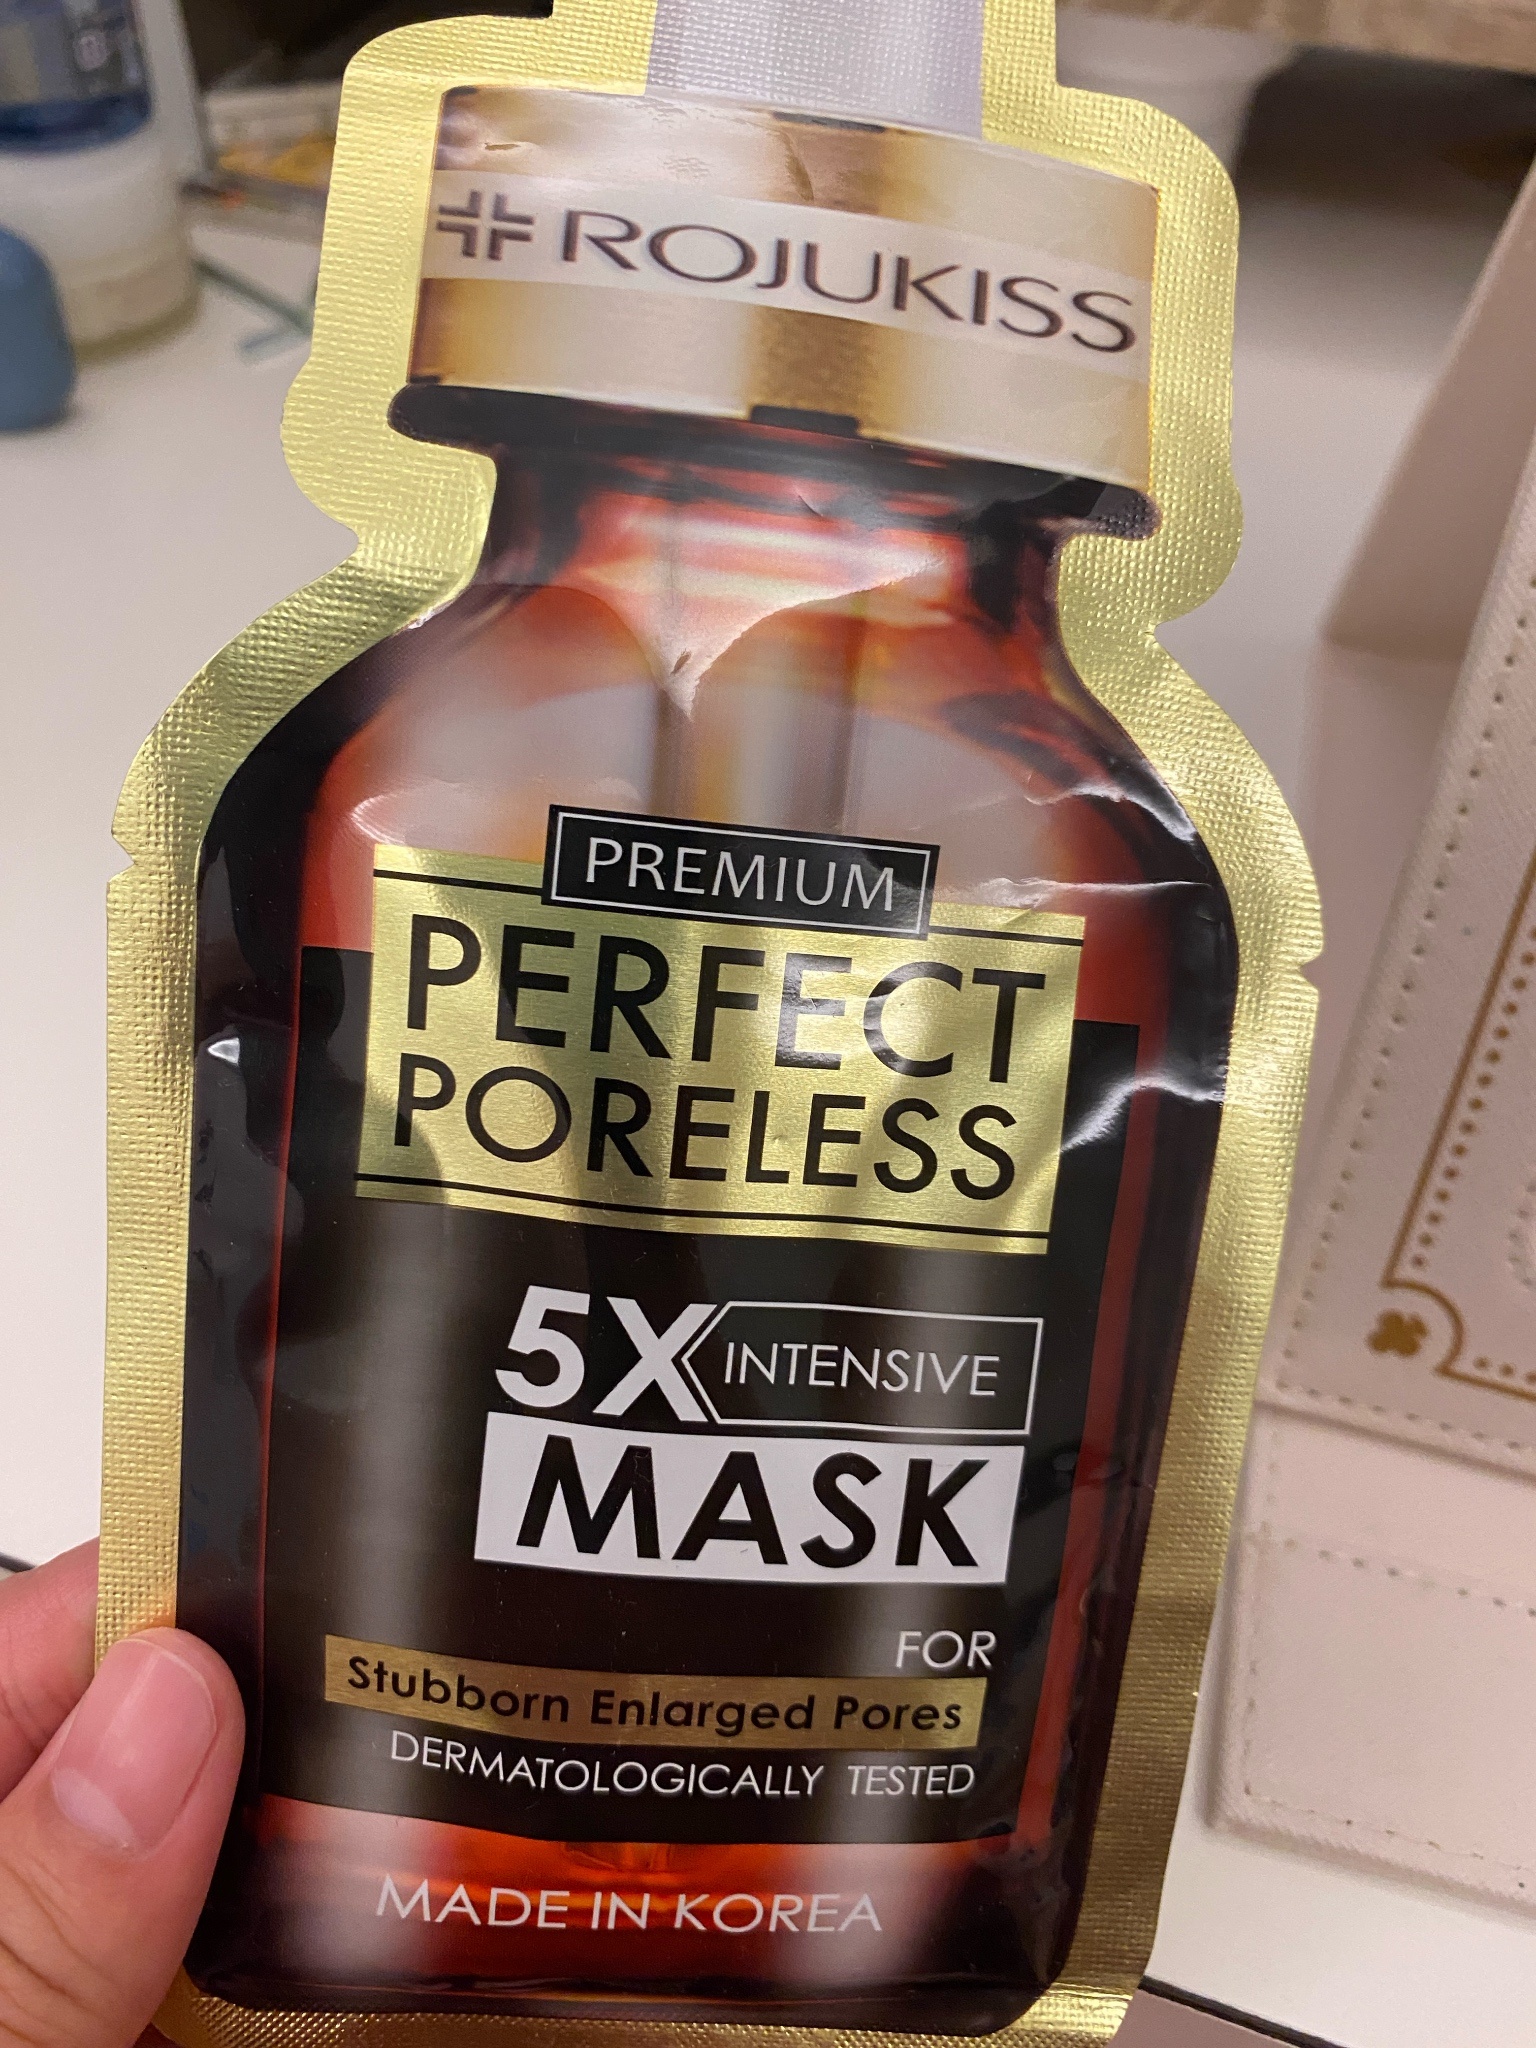 ROJUKISS
PREMIUM
PERFECT
PORELESS
5X INTENSIVE
MASK
FOR
Stubborn Enlarged Pores
DERMATOLOGICALLY TESTED
MADE IN KOREA